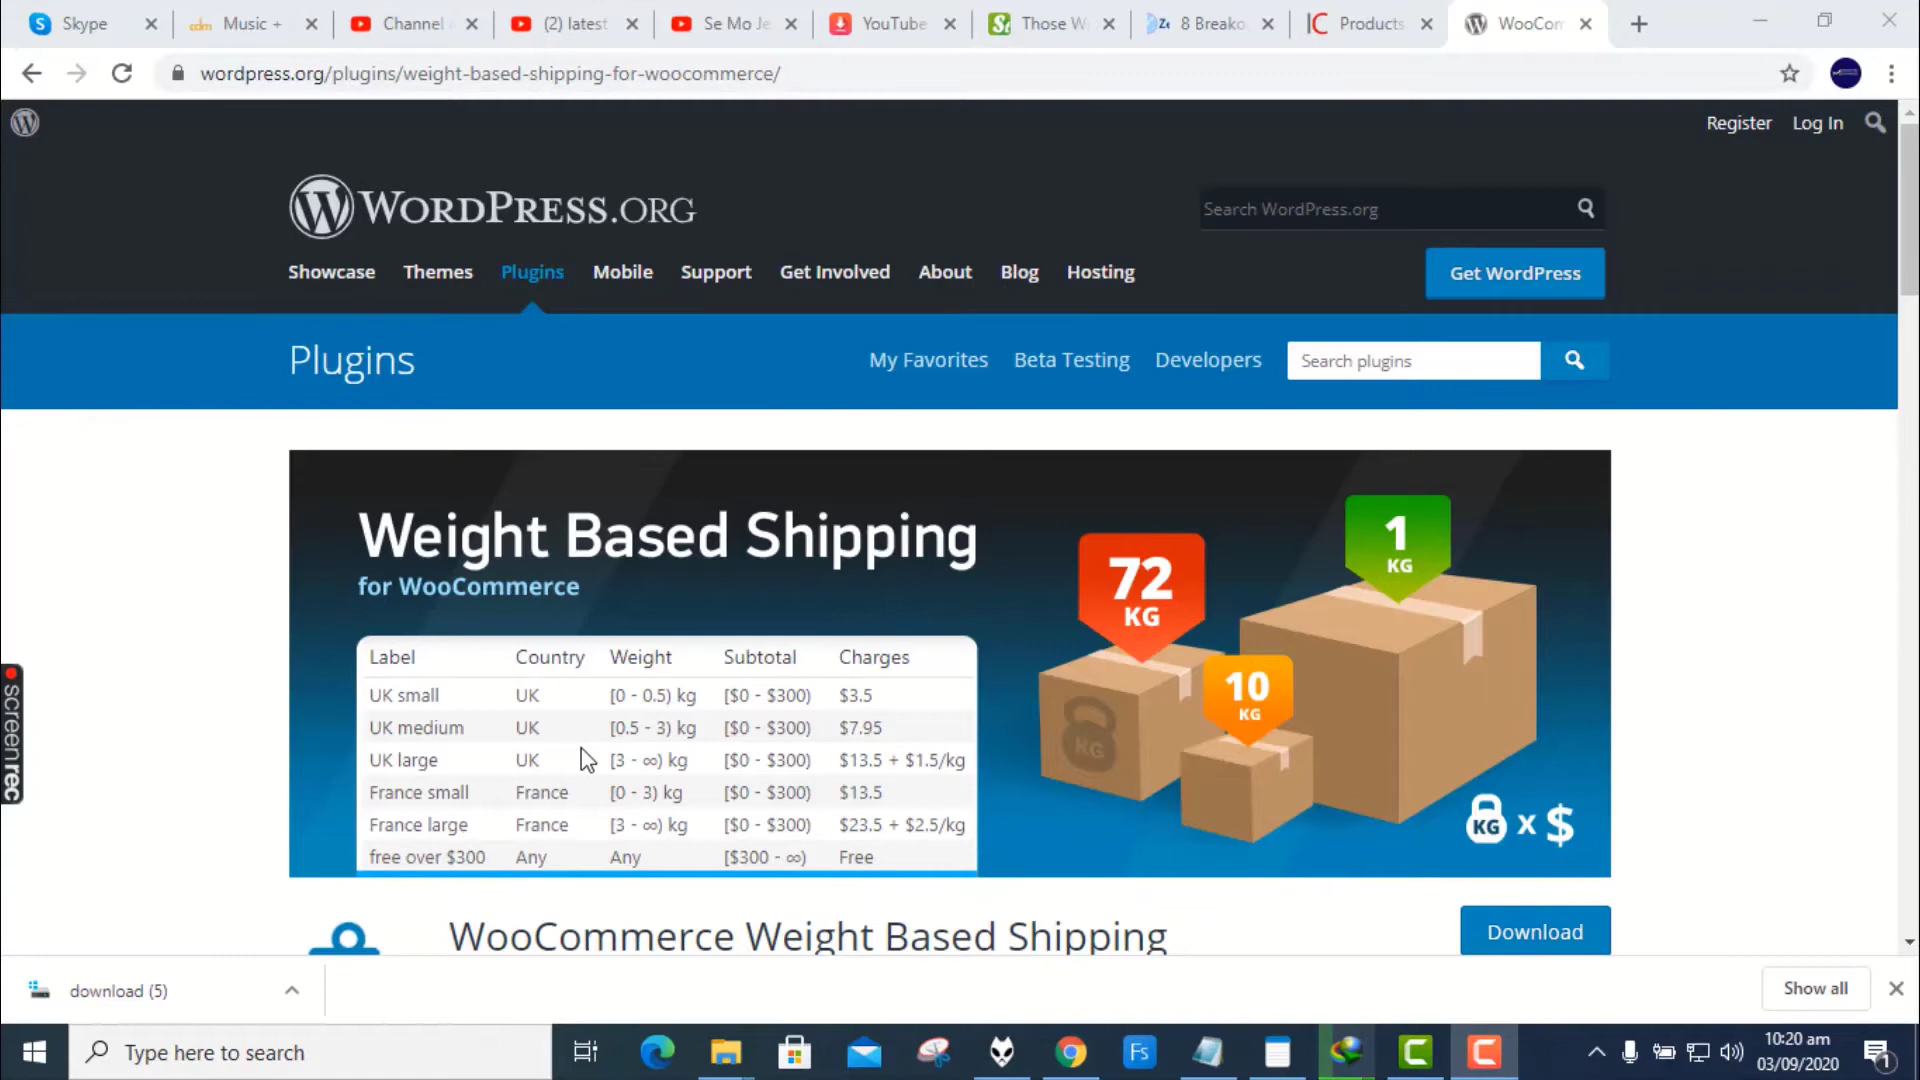 Skype
Music +
Channel
(2) latest
Se Mo Je
YouTube
Those W
8 Breako
Products
WooCom
wordpress.org/plugins/weight-based-shipping-for-woocommerce/
Register Log In
WORDPRESS.ORG
Search WordPress.org
Showcase Themes Plugins Mobile Support Get Involved About Blog Hosting
Get WordPress
Plugins
My Favorites Beta Testing Developers
Search plugins
Weight Based Shipping
for WooCommerce
Label Country Weight Subtotal Charges
UK small UK [0 - 0.5) kg [$0 - $300) $3.5
UK medium UK [0.5 - 3) kg [$0 - $300) $7.95
UK large UK [3 - ∞) kg [$0 - $300) $13.5 + $1.5/kg
France small France [0 - 3) kg [$0 - $300) $13.5
France large France [3 - ∞) kg [$0 - $300) $23.5 + $2.5/kg
free over $300 Any Any [$300 - ∞) Free
72
KG
1
KG
10
KG
KG
KG x $
screenrec
WooCommerce Weight Based Shipping
Download
download (5)
Show all
Type here to search
Fs
10:20 am
03/09/2020
1